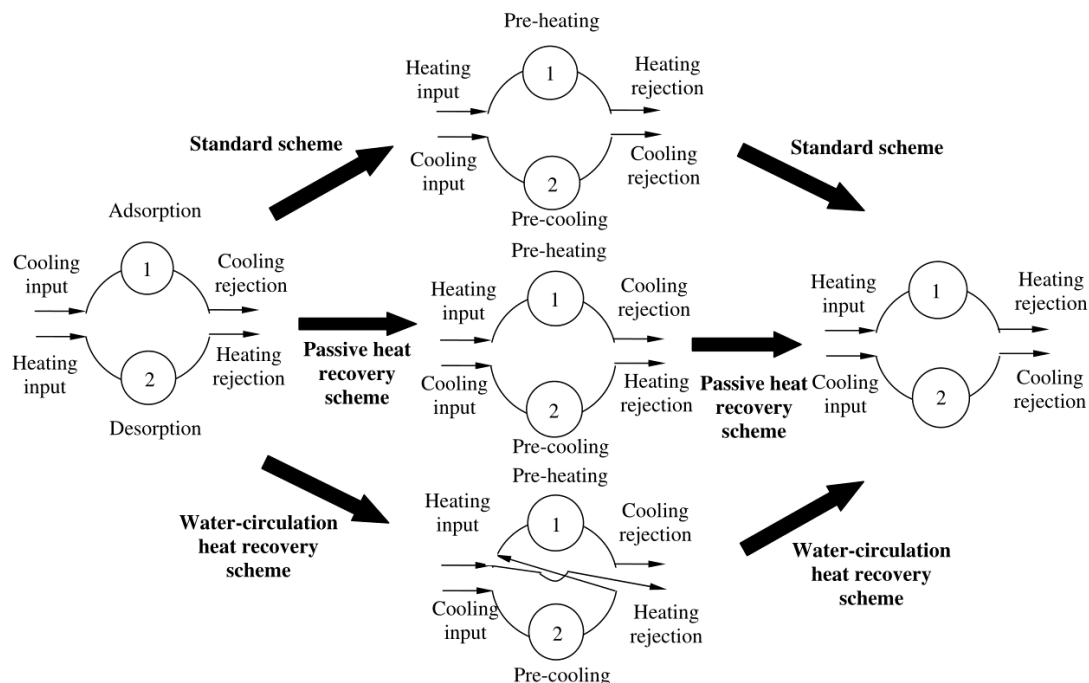 Pre-heating
Heating
input
1
Heating
rejection
Cooling
input
2
Cooling
rejection
Pre-cooling
Standard scheme
Standard scheme
Adsorption
Cooling
input
1
Cooling
rejection
Heating
input
2
Heating
rejection
Desorption
Passive heat
recovery
scheme
Pre-heating
Heating
input
1
Cooling
rejection
Cooling
input
2
Heating
rejection
Pre-cooling
Passive heat
recovery
scheme
Heating
input
1
Heating
rejection
Cooling
input
2
Cooling
rejection
Water-circulation
heat recovery
scheme
Pre-heating
Heating
input
1
Cooling
rejection
Cooling
input
2
Heating
rejection
Pre-cooling
Water-circulation
heat recovery
scheme